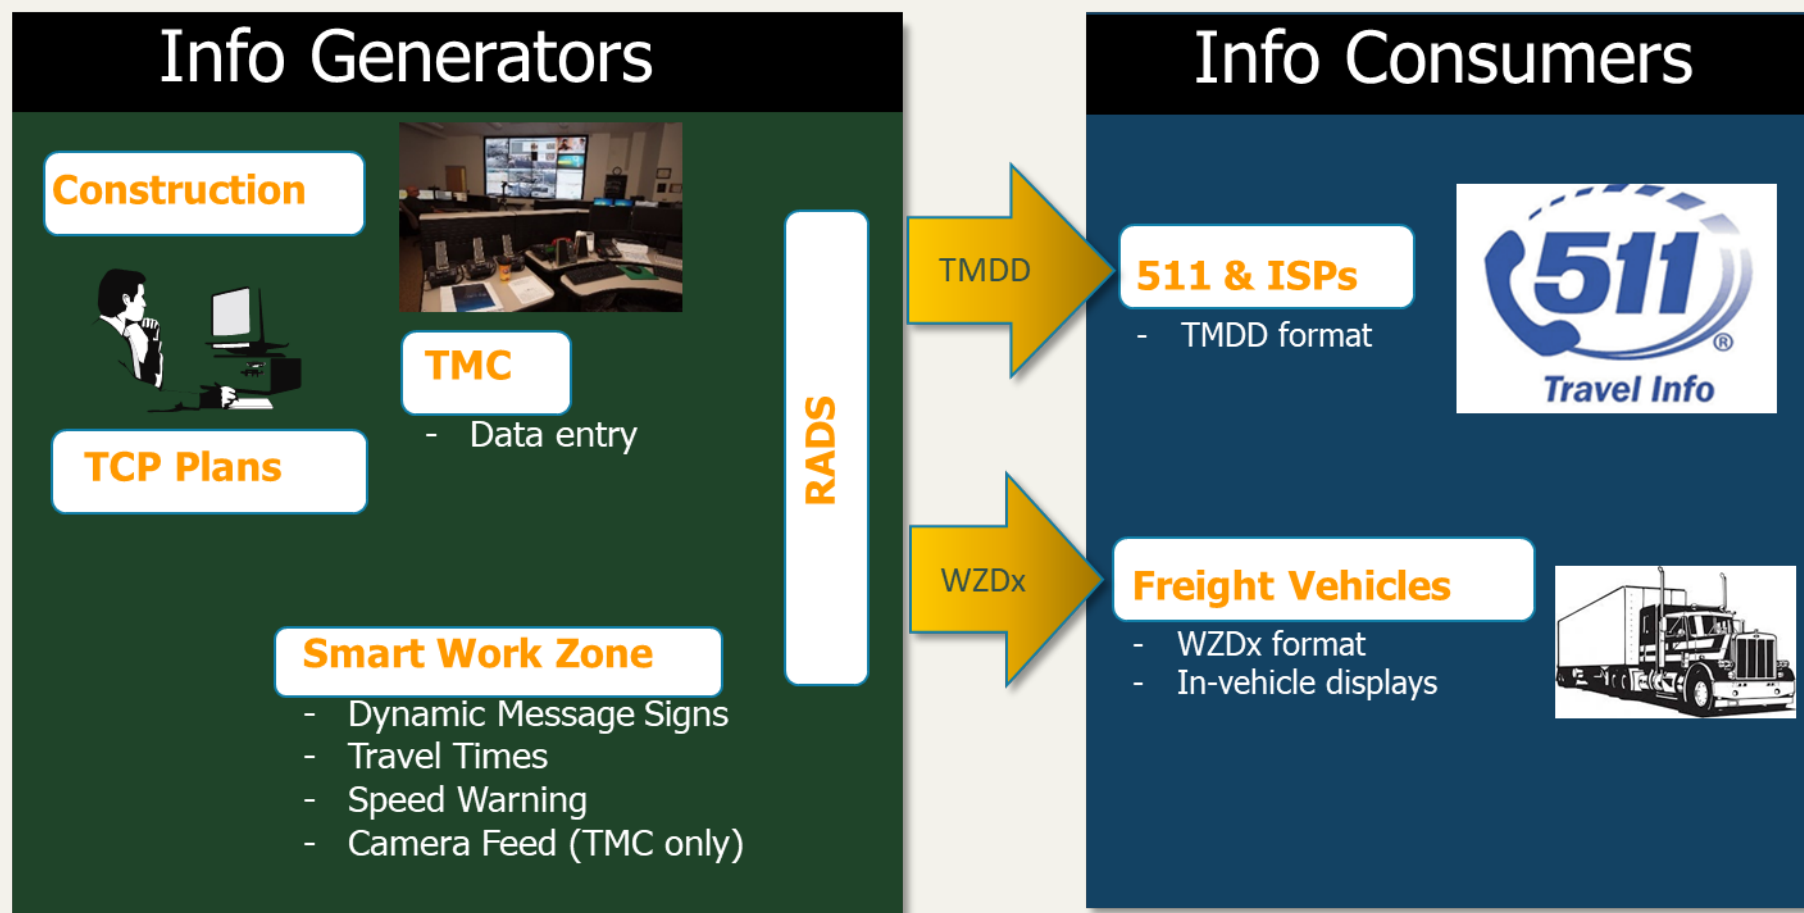 Info Generators
Construction
TCP Plans
TMC
- Data entry
Smart Work Zone
- Dynamic Message Signs
- Travel Times
- Speed Warning
- Camera Feed (TMC only)
RADS
TMDD
WZDx
Info Consumers
511 & ISPs
- TMDD format
511
®
Travel Info
Freight Vehicles
- WZDx format
- In-vehicle displays